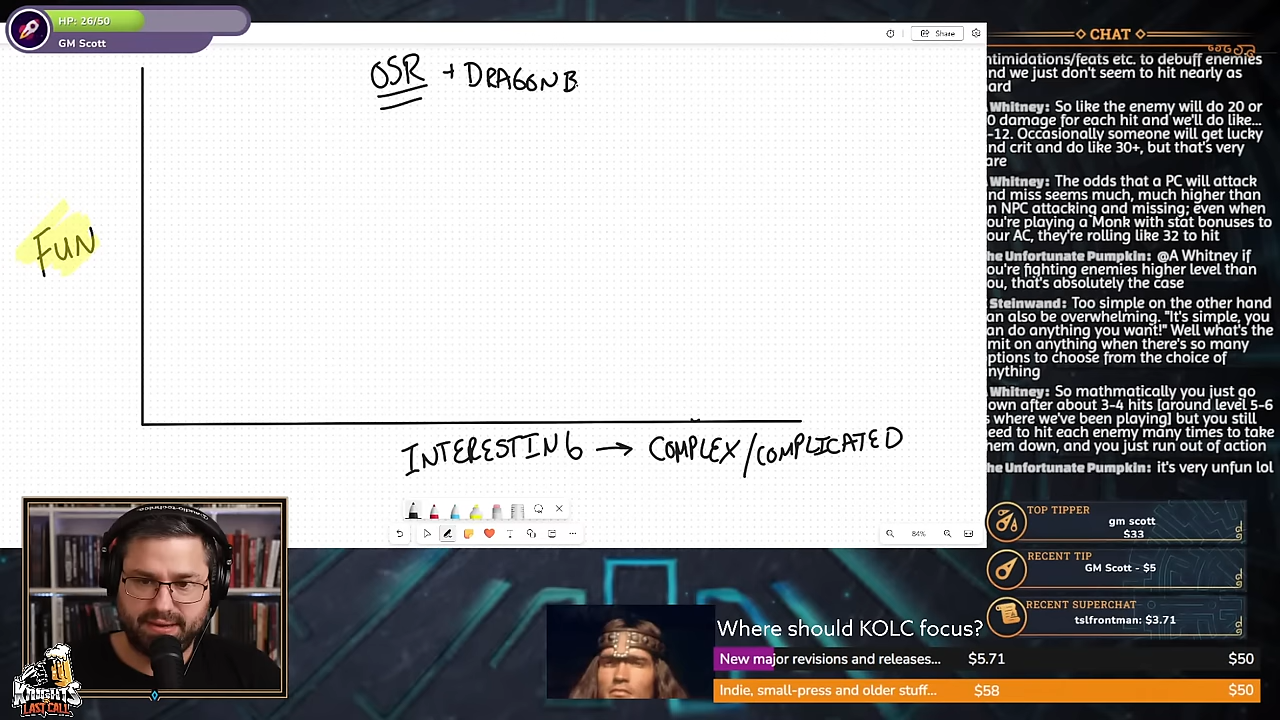 HP: 26/50
GM Scott
Share
OSR + DRAGONB
FUN
INTERESTING → COMPLEX/COMPLICATED
84%
CHAT
ntimidations/feats etc. to debuff enemies
nd we just don't seem to hit nearly as
ard
Whitney: So like the enemy will do 20 or
0 damage for each hit and we'll do like...
-12. Occasionally someone will get lucky
nd crit and do like 30+, but that's very
are
Whitney: The odds that a PC will attack
nd miss seems much, much higher than
n NPC attacking and missing; even when
ou're playing a Monk with stat bonuses to
our AC, they're rolling like 32 to hit
he Unfortunate Pumpkin: @A Whitney if
ou're fighting enemies higher level than
ou, that's absolutely the case
Steinwand: Too simple on the other hand
an also be overwhelming. "It's simple, you
an do anything you want!" Well what's the
mit on anything when there's so many
ptions to choose from the choice of
nything
Whitney: So mathmatically you just go
own after about 3-4 hits [around level 5-6
s where we've been playing] but you still
eed to hit each enemy many times to take
hem down, and you just run out of action
he Unfortunate Pumpkin: it's very unfun lol
TOP TIPPER
gm scott
$33
RECENT TIP
GM Scott - $5
RECENT SUPERCHAT
tslfrontman: $3.71
Where should KOLC focus?
New major revisions and releases... $5.71 $50
Indie, small-press and older stuff... $58 $50
audio-technica
KNIGHTS
LAST CALL